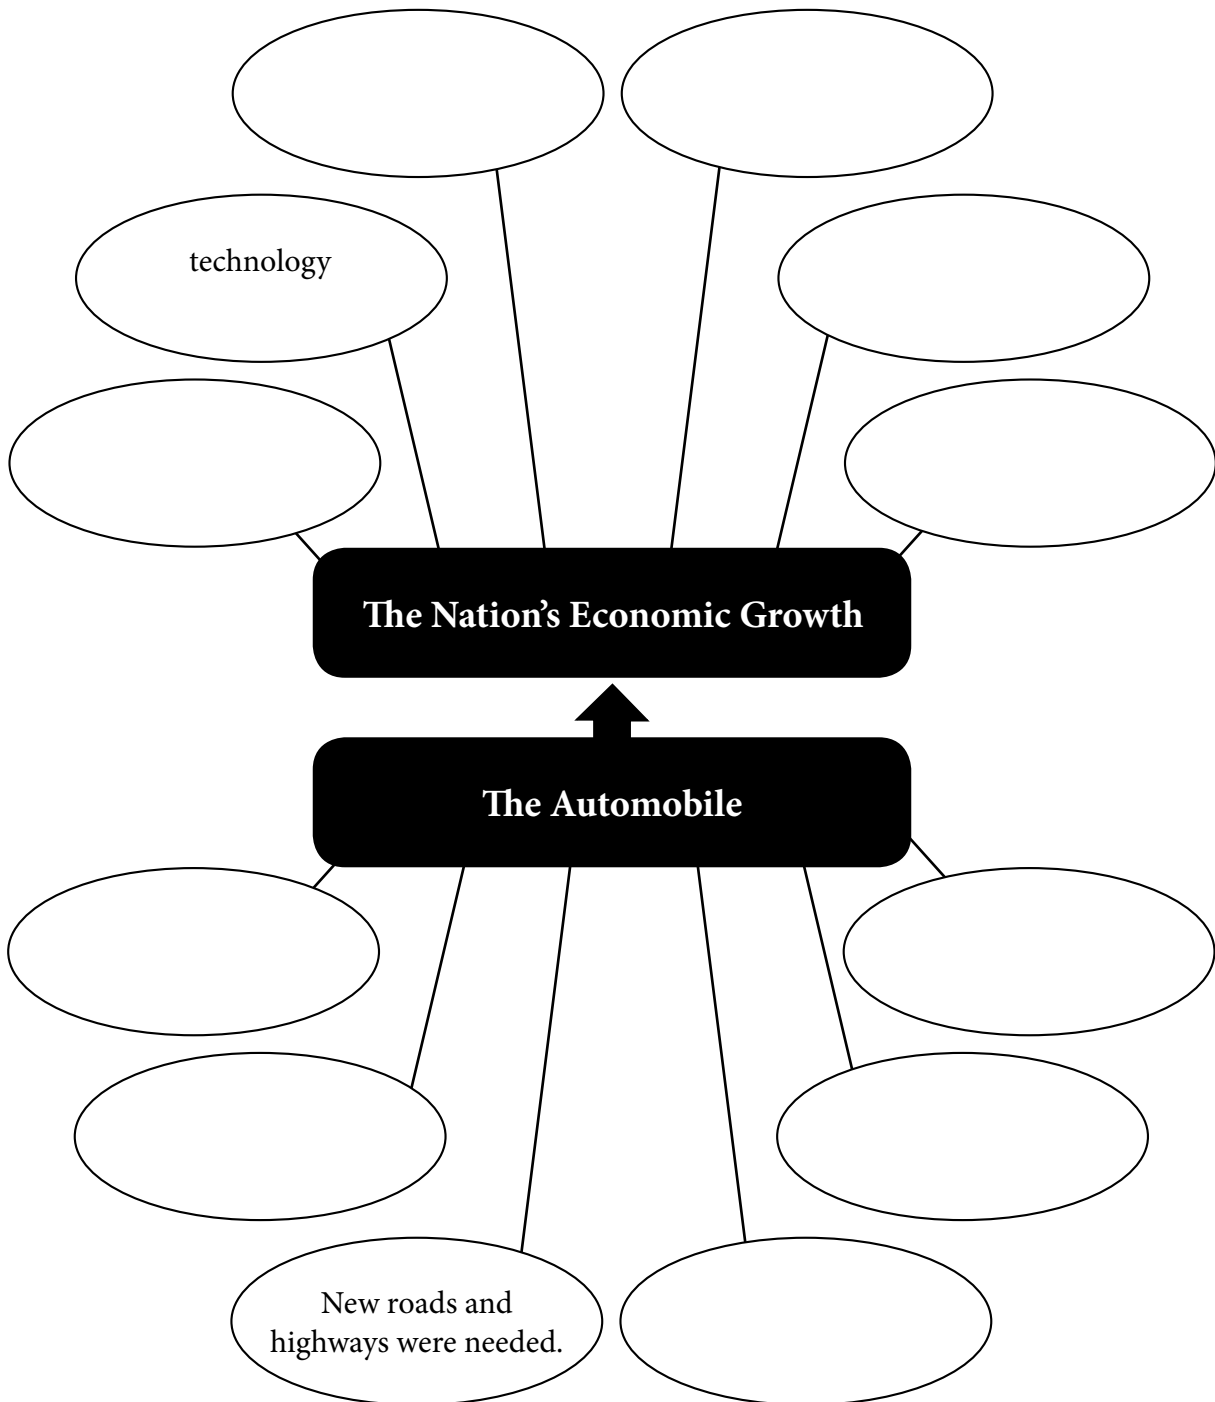 technology
The Nation’s Economic Growth
The Automobile
New roads and
highways were needed.